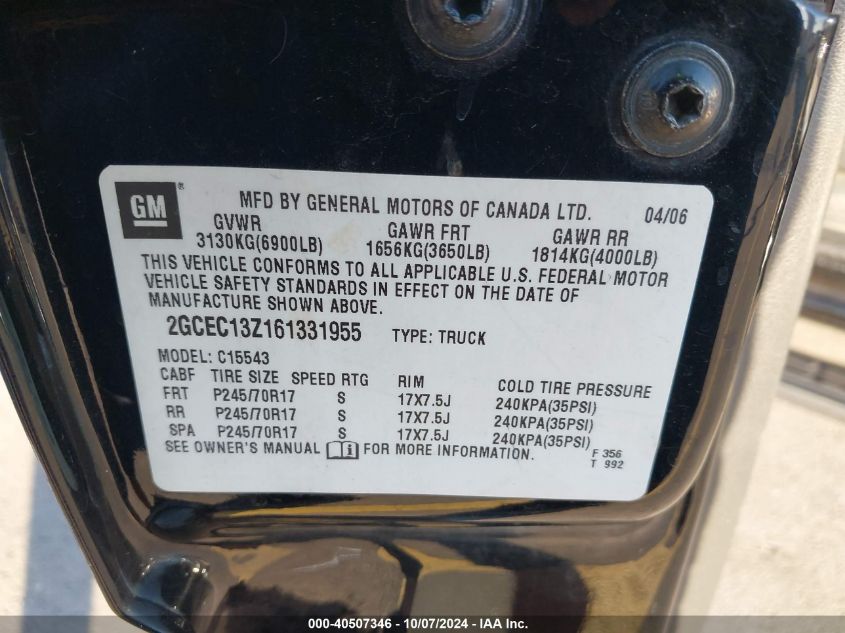 GM ®
MFD BY GENERAL MOTORS OF CANADA LTD. 04/06
GVWR GAWR FRT GAWR RR
3130KG(6900LB) 1656KG(3650LB) 1814KG(4000LB)
THIS VEHICLE CONFORMS TO ALL APPLICABLE U.S. FEDERAL MOTOR
VEHICLE SAFETY STANDARDS IN EFFECT ON THE DATE OF
MANUFACTURE SHOWN ABOVE.
2GCEC13Z161331955 TYPE: TRUCK
MODEL: C15543
CABF TIRE SIZE SPEED RTG RIM COLD TIRE PRESSURE
FRT P245/70R17 S 17X7.5J 240KPA(35PSI)
RR P245/70R17 S 17X7.5J 240KPA(35PSI)
SPA P245/70R17 S 17X7.5J 240KPA(35PSI)
SEE OWNER'S MANUAL i FOR MORE INFORMATION.
F 356
T 992
000-40507346 - 10/07/2024 - IAA, Inc.